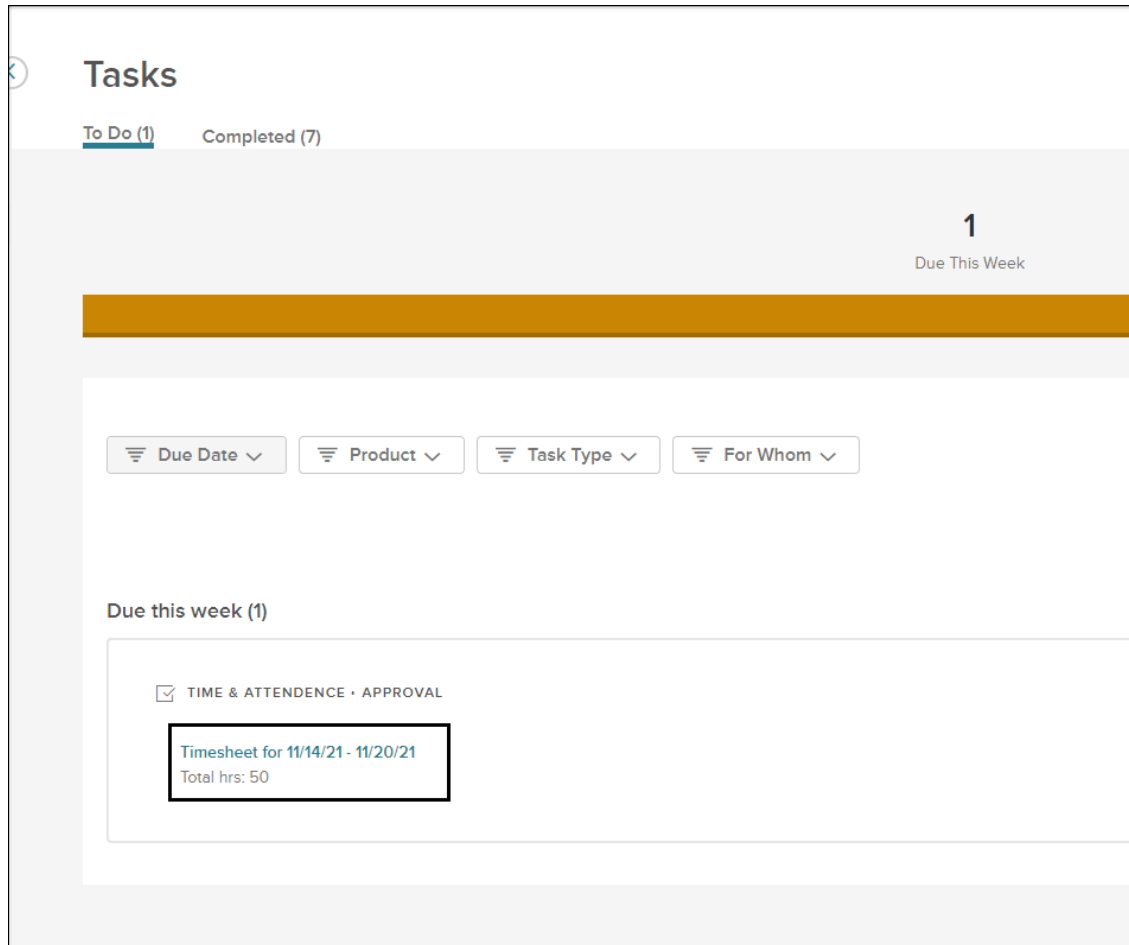 Tasks
To Do (1) Completed (7)
1
Due This Week
Due Date Product Task Type For Whom
Due this week (1)
TIME & ATTENDENCE • APPROVAL
Timesheet for 11/14/21 - 11/20/21
Total hrs: 50